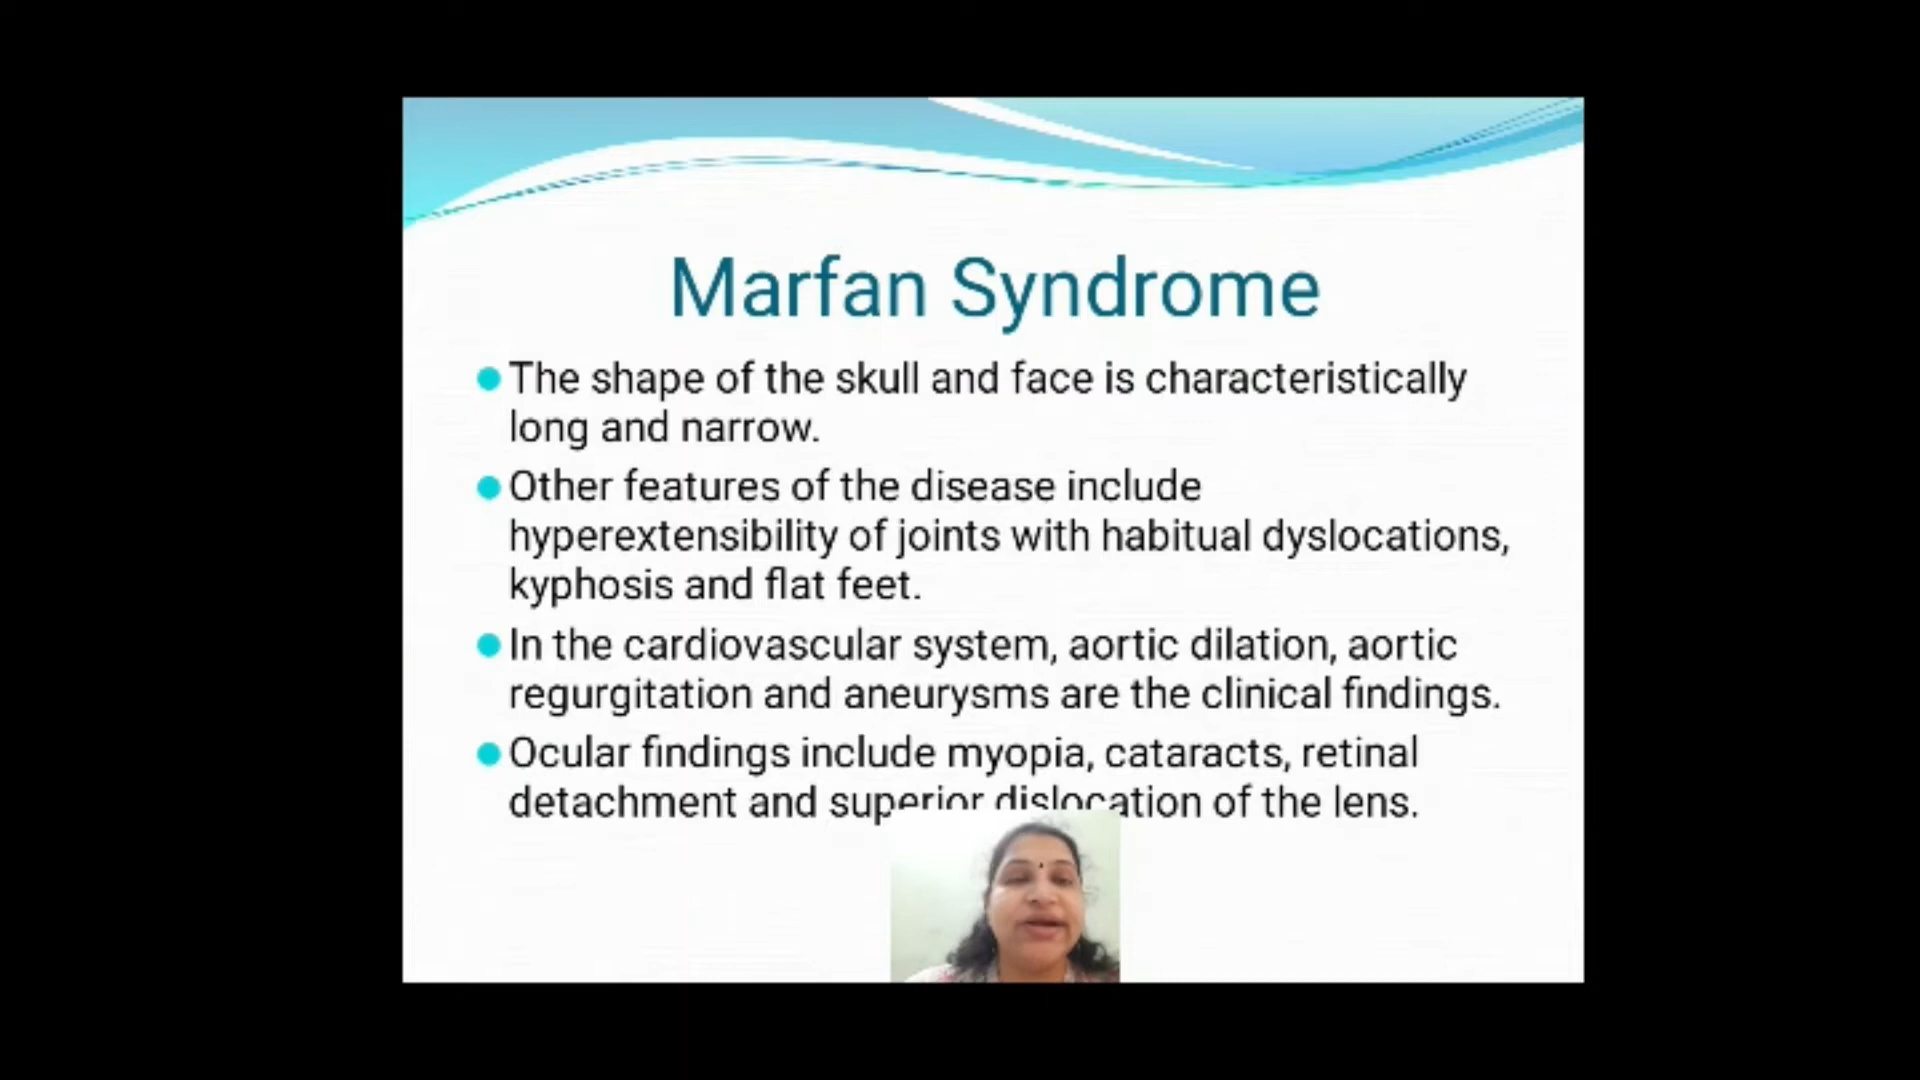 Marfan Syndrome
The shape of the skull and face is characteristically
long and narrow.
Other features of the disease include
hyperextensibility of joints with habitual dyslocations,
kyphosis and flat feet.
In the cardiovascular system, aortic dilation, aortic
regurgitation and aneurysms are the clinical findings.
Ocular findings include myopia, cataracts, retinal
detachment and superior dislocation of the lens.